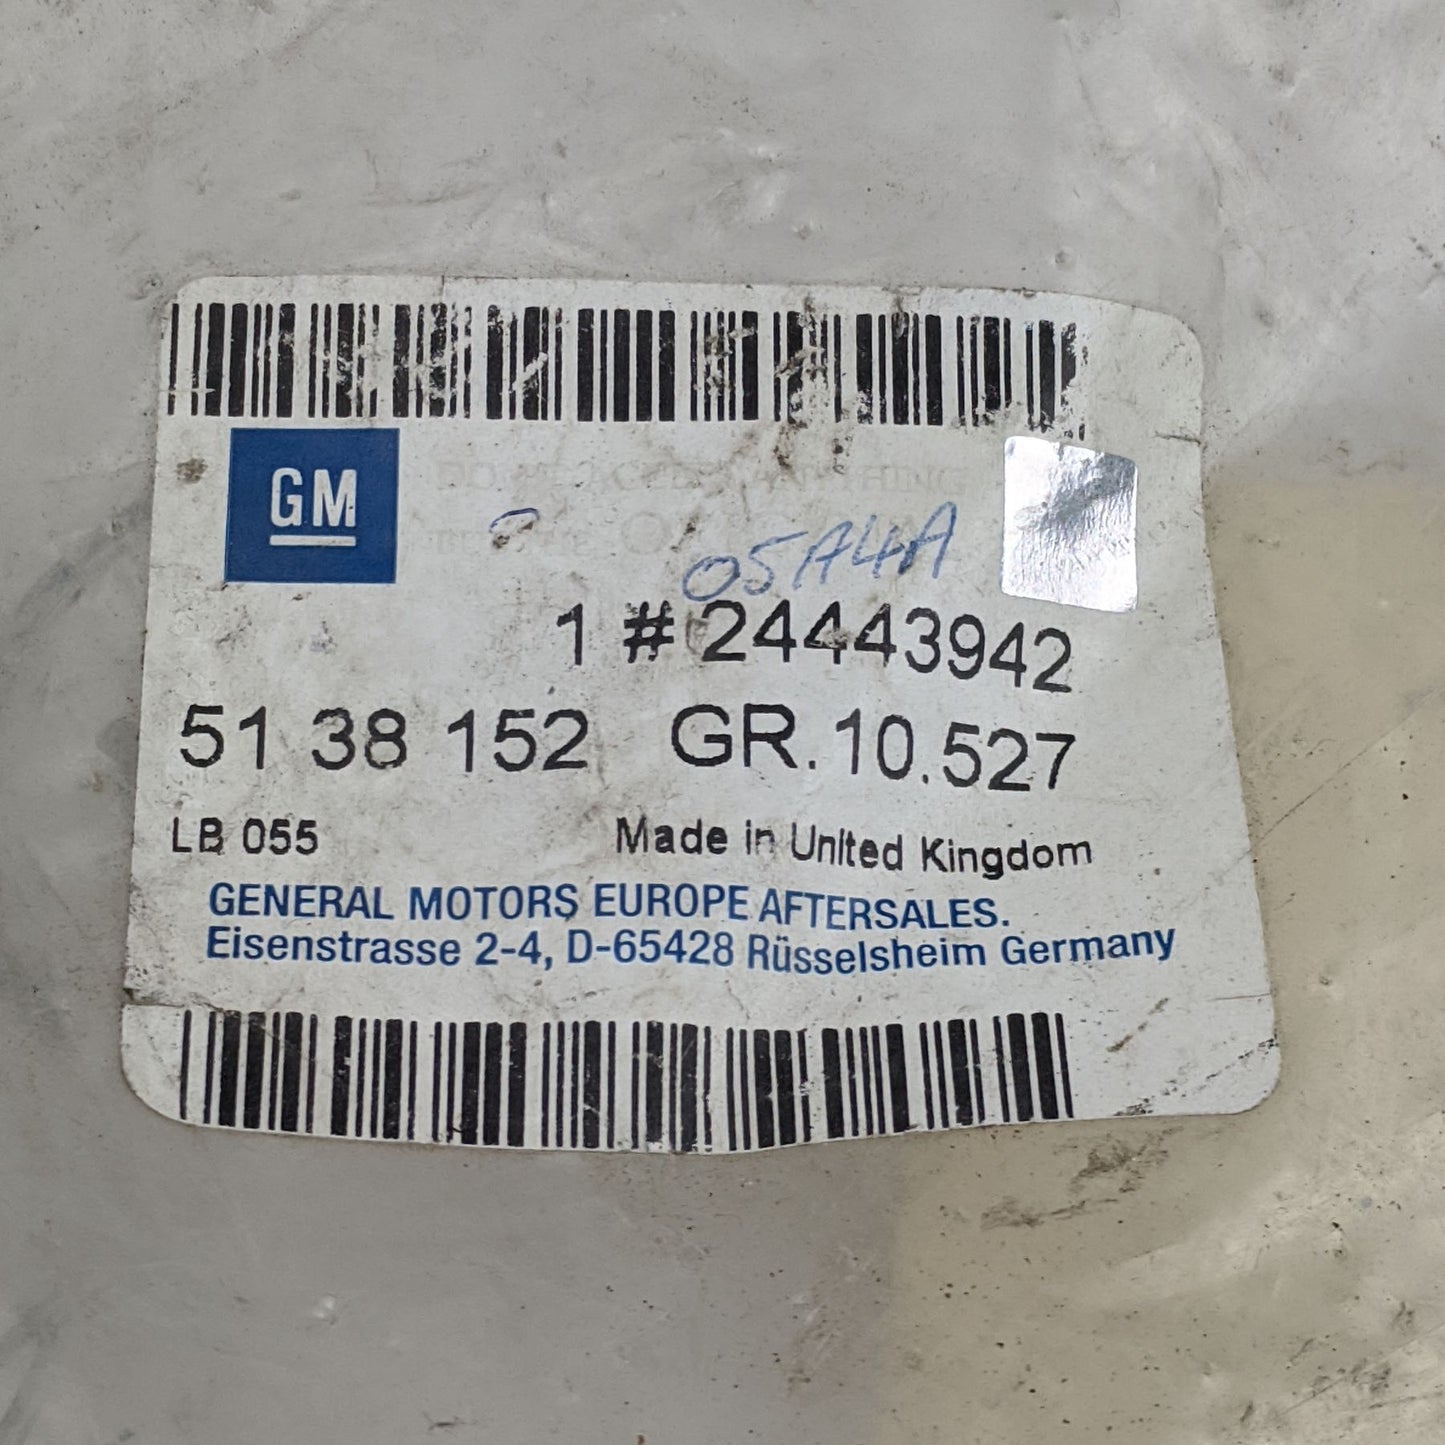 GM
05A4A
1 # 24443942
51 38 152 GR. 10.527
LB 055 Made in United Kingdom
GENERAL MOTORS EUROPE AFTERSALES.
Eisenstrasse 2-4, D-65428 Rüsselsheim Germany